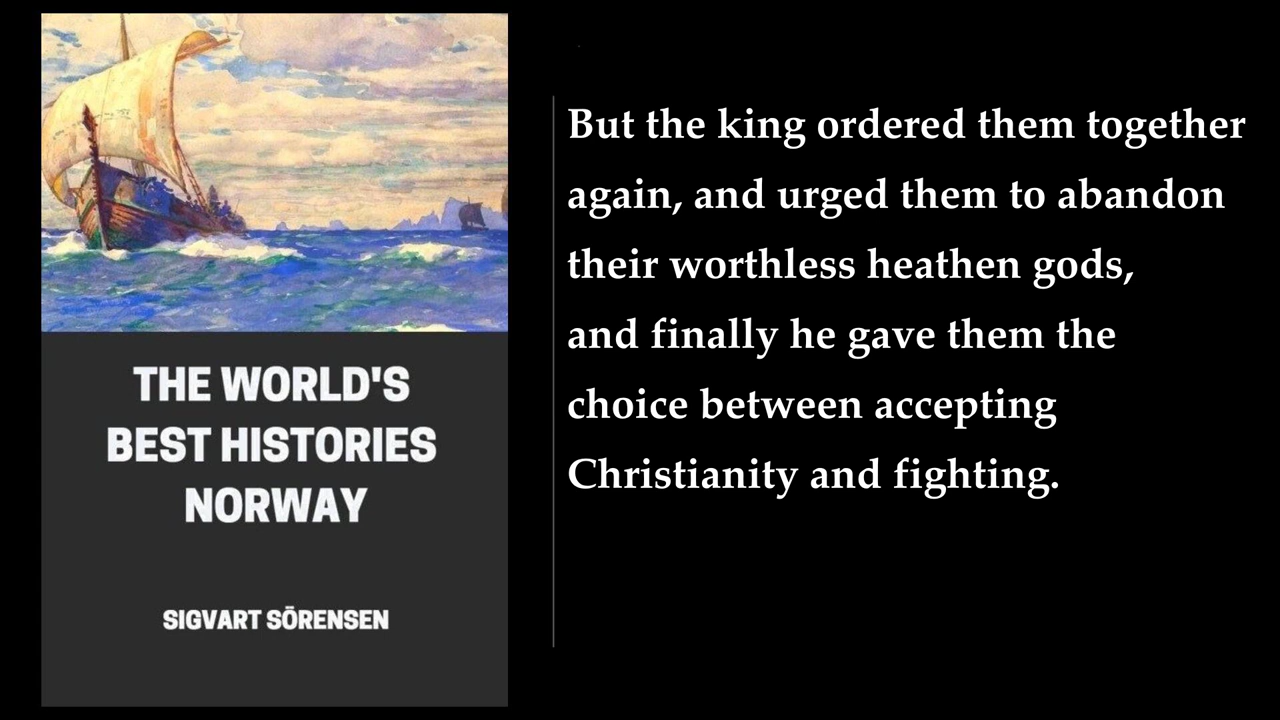 THE WORLD'S
BEST HISTORIES
NORWAY
SIGVART SÖRENSEN
But the king ordered them together
again, and urged them to abandon
their worthless heathen gods,
and finally he gave them the
choice between accepting
Christianity and fighting.